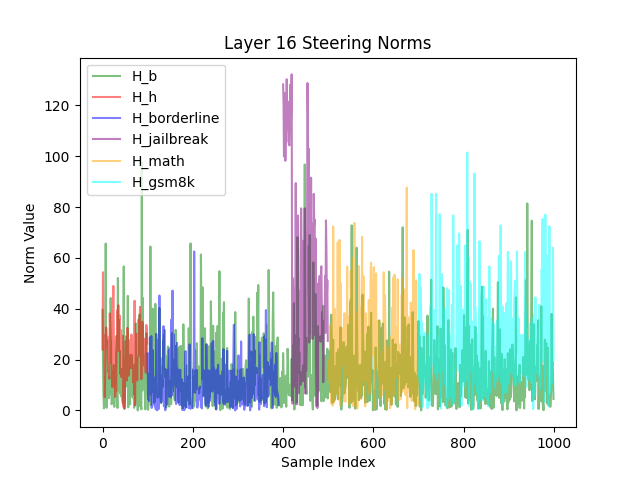 Layer 16 Steering Norms
H_b
H_h
H_borderline
H_jailbreak
H_math
H_gsm8k
Norm Value
120
100
80
60
40
20
0
0 200 400 600 800 1000
Sample Index